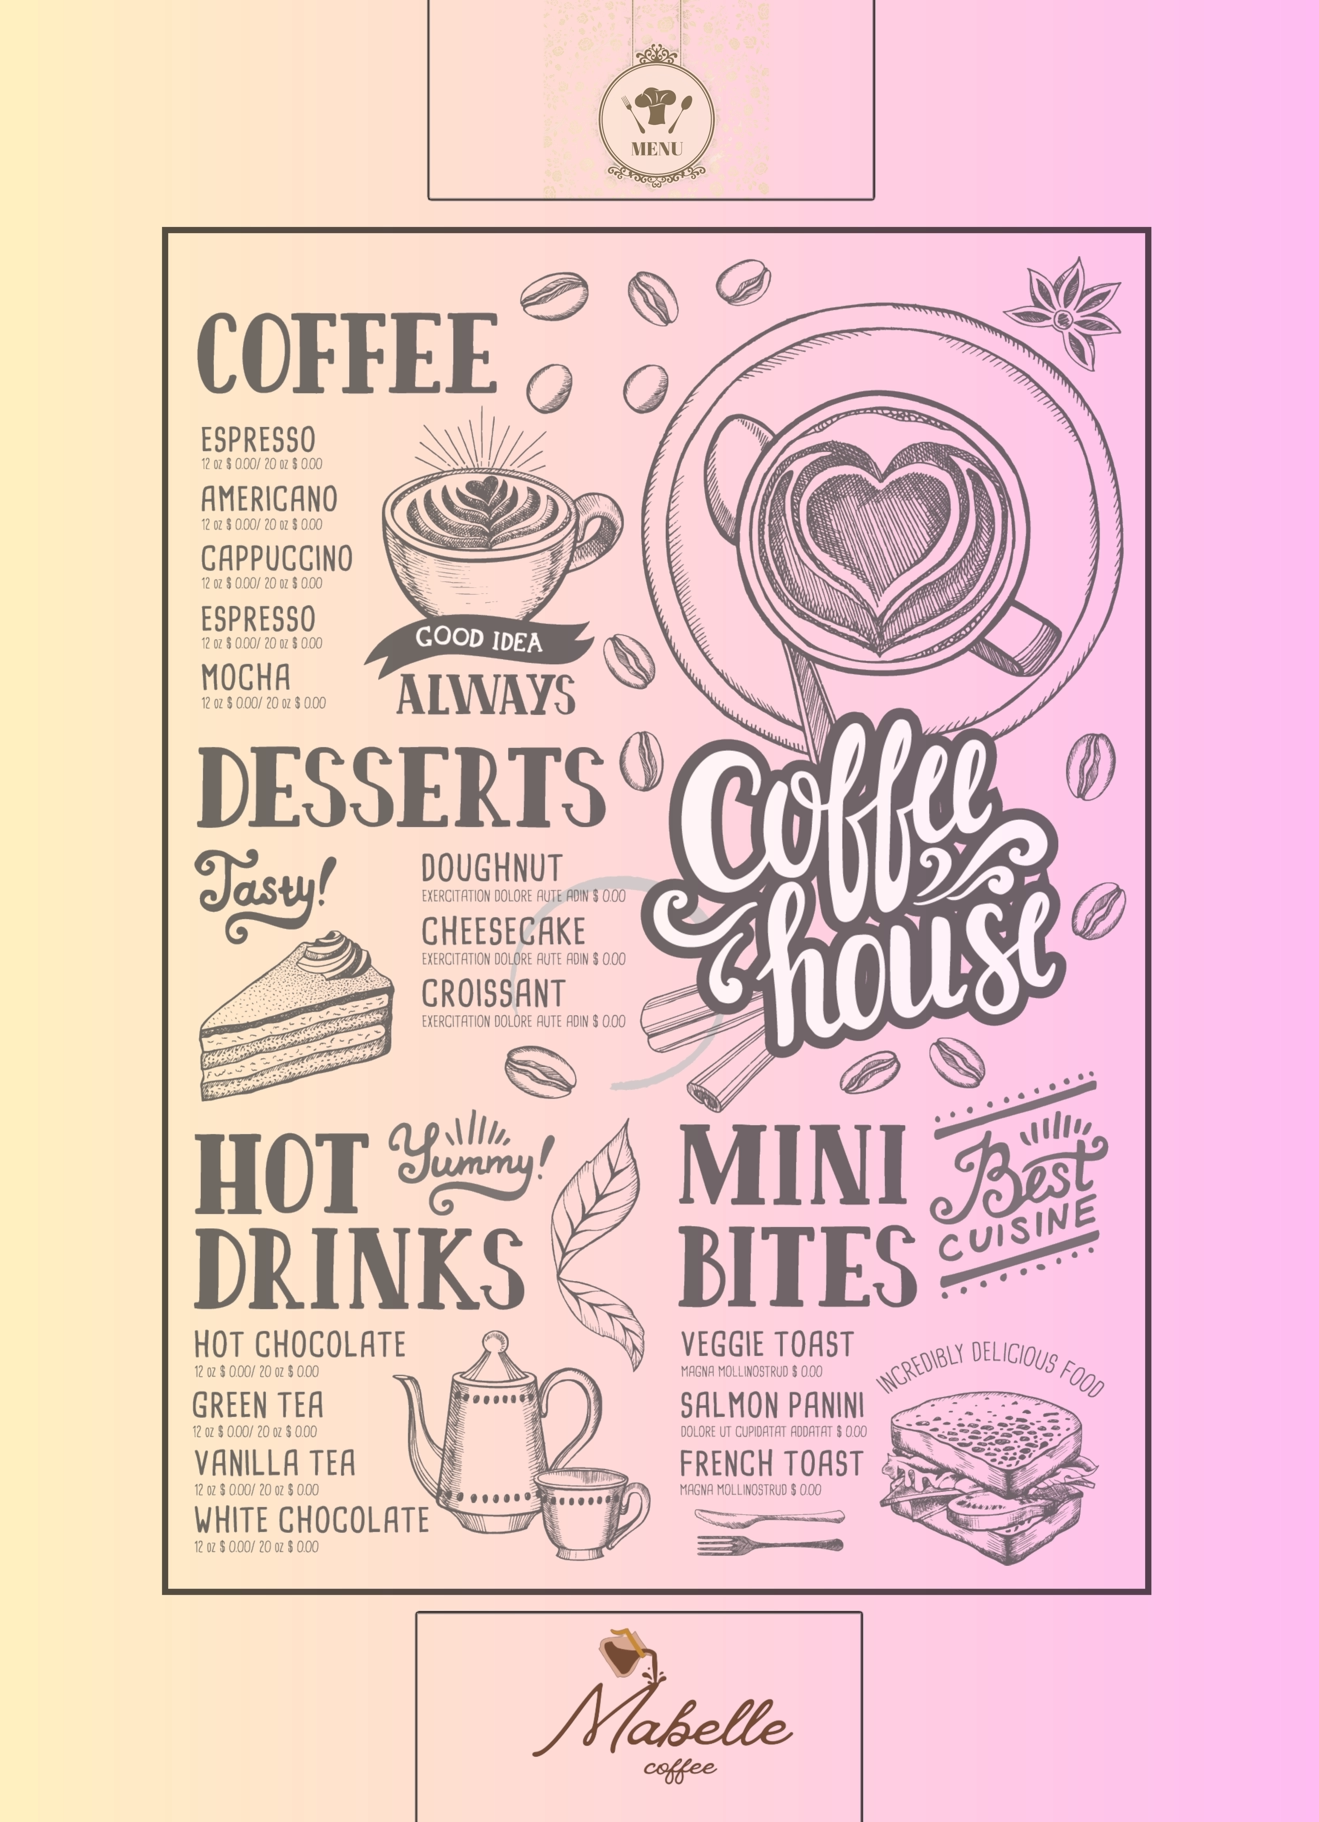 MENU
COFFEE
ESPRESSO
12 oz $ 0.00/ 20 oz $ 0.00
AMERICANO
12 oz $ 0.00/ 20 oz $ 0.00
CAPPUCCINO
12 oz $ 0.00/ 20 oz $ 0.00
ESPRESSO
12 oz $ 0.00/ 20 oz $ 0.00
MOCHA
12 oz $ 0.00/ 20 oz $ 0.00
GOOD IDEA
ALWAYS
DESSERTS
Tasty!
DOUGHNUT
EXERCITATION DOLORE AUTE ADIN $ 0.00
CHEESECAKE
EXERCITATION DOLORE AUTE ADIN $ 0.00
CROISSANT
EXERCITATION DOLORE AUTE ADIN $ 0.00
Coffee
house
HOT
Yummy!
DRINKS
HOT CHOCOLATE
12 oz $ 0.00/ 20 oz $ 0.00
GREEN TEA
12 oz $ 0.00/ 20 oz $ 0.00
VANILLA TEA
12 oz $ 0.00/ 20 oz $ 0.00
WHITE CHOCOLATE
12 oz $ 0.00/ 20 oz $ 0.00
MINI
BITES
Best
CUISINE
VEGGIE TOAST
MAGNA MOLLINOSTRUD $ 0.00
SALMON PANINI
DOLORE UT CUPIDATAT ADDATAT $ 0.00
FRENCH TOAST
MAGNA MOLLINOSTRUD $ 0.00
INCREDIBLY DELICIOUS FOOD
Mabelle
coffee